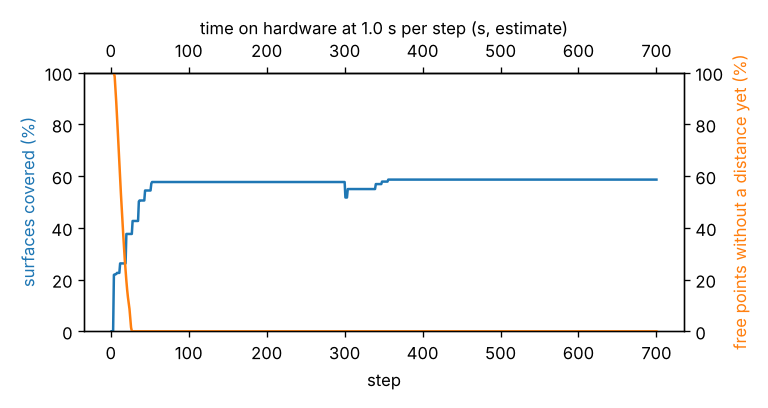 time on hardware at 1.0 s per step (s, estimate)
0 100 200 300 400 500 600 700
surfaces covered (%)
100 80 60 40 20 0
100 80 60 40 20 0
free points without a distance yet (%)
0 100 200 300 400 500 600 700
step